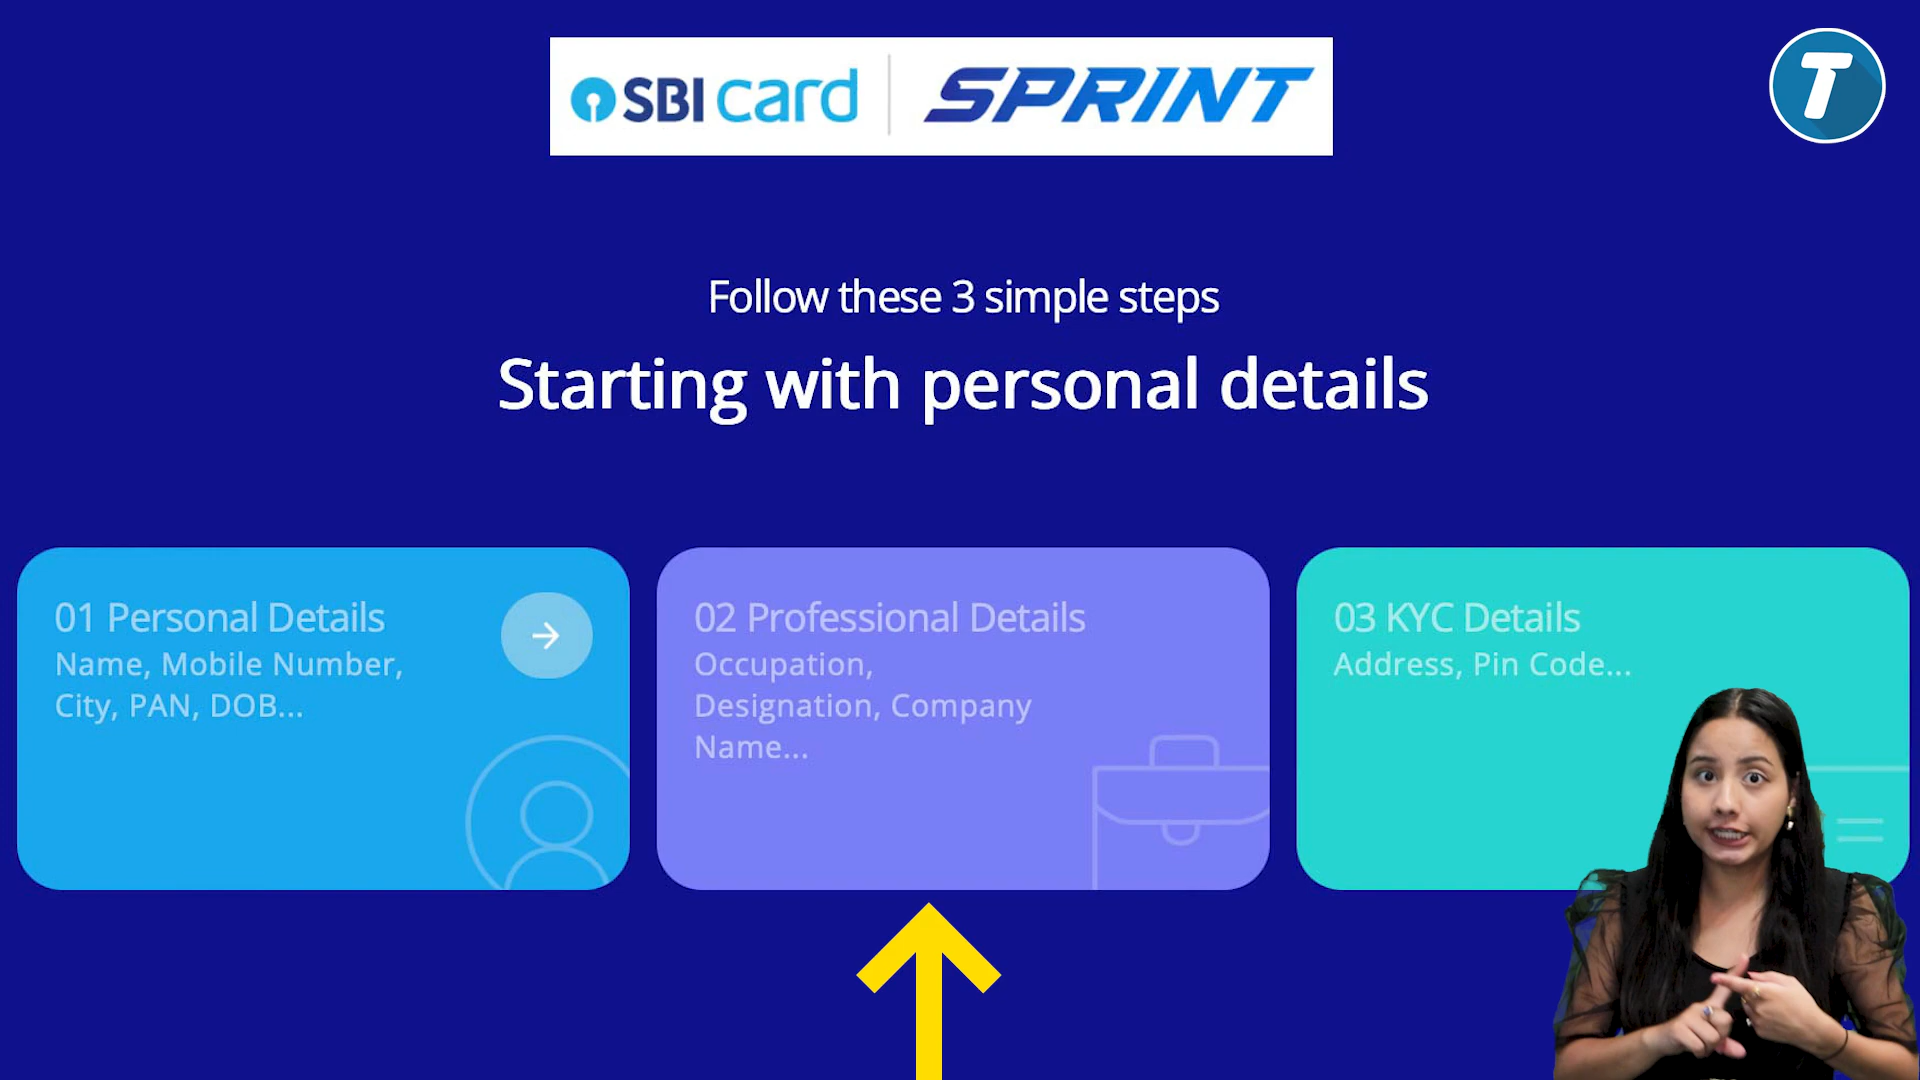 SBI card | SPRINT
T
Follow these 3 simple steps
Starting with personal details
01 Personal Details
Name, Mobile Number,
City, PAN, DOB...
02 Professional Details
Occupation,
Designation, Company
Name...
03 KYC Details
Address, Pin Code...